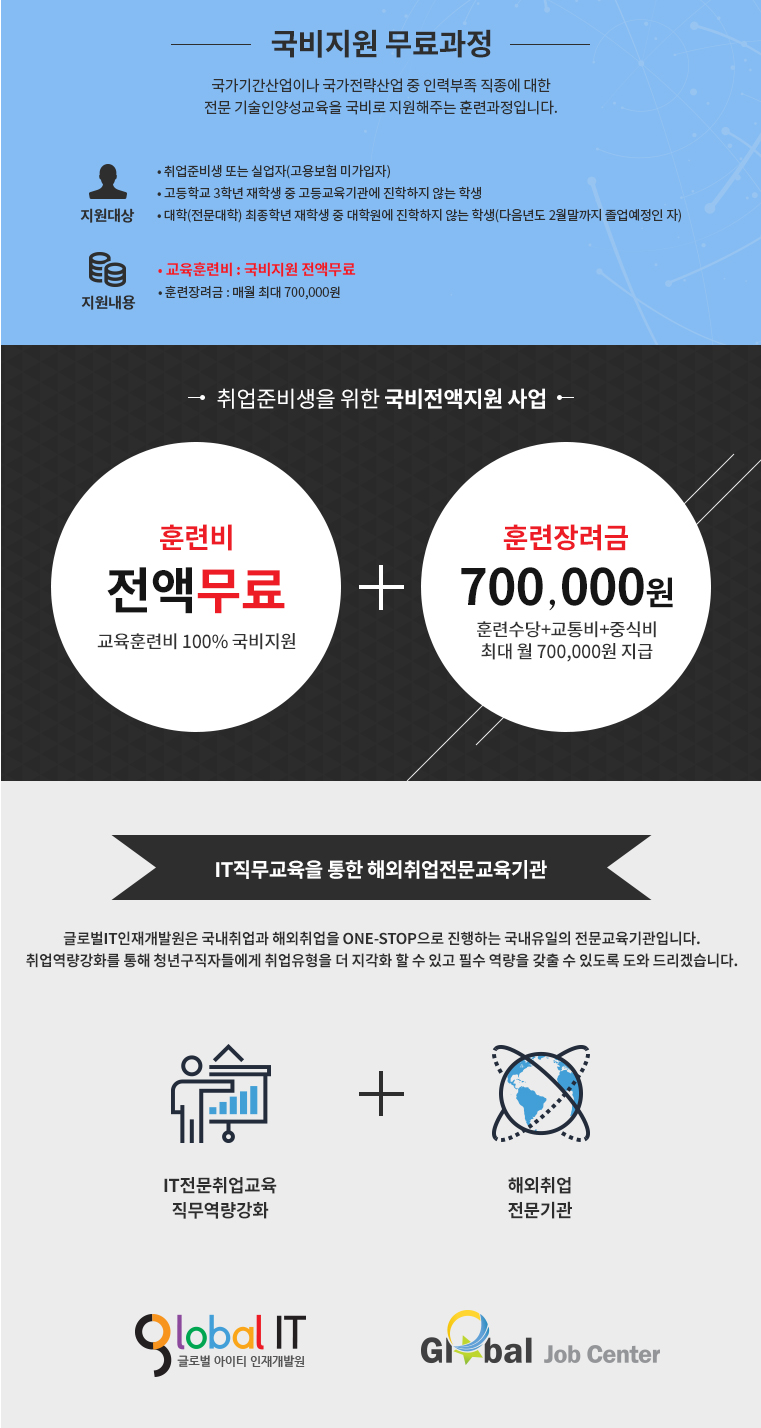 국비지원 무료과정
국가기간산업이나 국가전략산업 중 인력부족 직종에 대한
전문 기술인양성교육을 국비로 지원해주는 훈련과정입니다.
지원대상
• 취업준비생 또는 실업자(고용보험 미가입자)
• 고등학교 3학년 재학생 중 고등교육기관에 진학하지 않는 학생
• 대학(전문대학) 최종학년 재학생 중 대학원에 진학하지 않는 학생(다음년도 2월말까지 졸업예정인 자)
지원내용
• 교육훈련비 : 국비지원 전액무료
• 훈련장려금 : 매월 최대 700,000원
취업준비생을 위한 국비전액지원 사업
훈련비
전액무료
교육훈련비 100% 국비지원
훈련장려금
700,000원
훈련수당+교통비+중식비
최대 월 700,000원 지급
IT직무교육을 통한 해외취업전문교육기관
글로벌IT인재개발원은 국내취업과 해외취업을 ONE-STOP으로 진행하는 국내유일의 전문교육기관입니다.
취업역량강화를 통해 청년구직자들에게 취업유형을 더 지각화 할 수 있고 필수 역량을 갖출 수 있도록 도와 드리겠습니다.
IT전문취업교육
직무역량강화
해외취업
전문기관
global IT
글로벌 아이티 인재개발원
Global Job Center